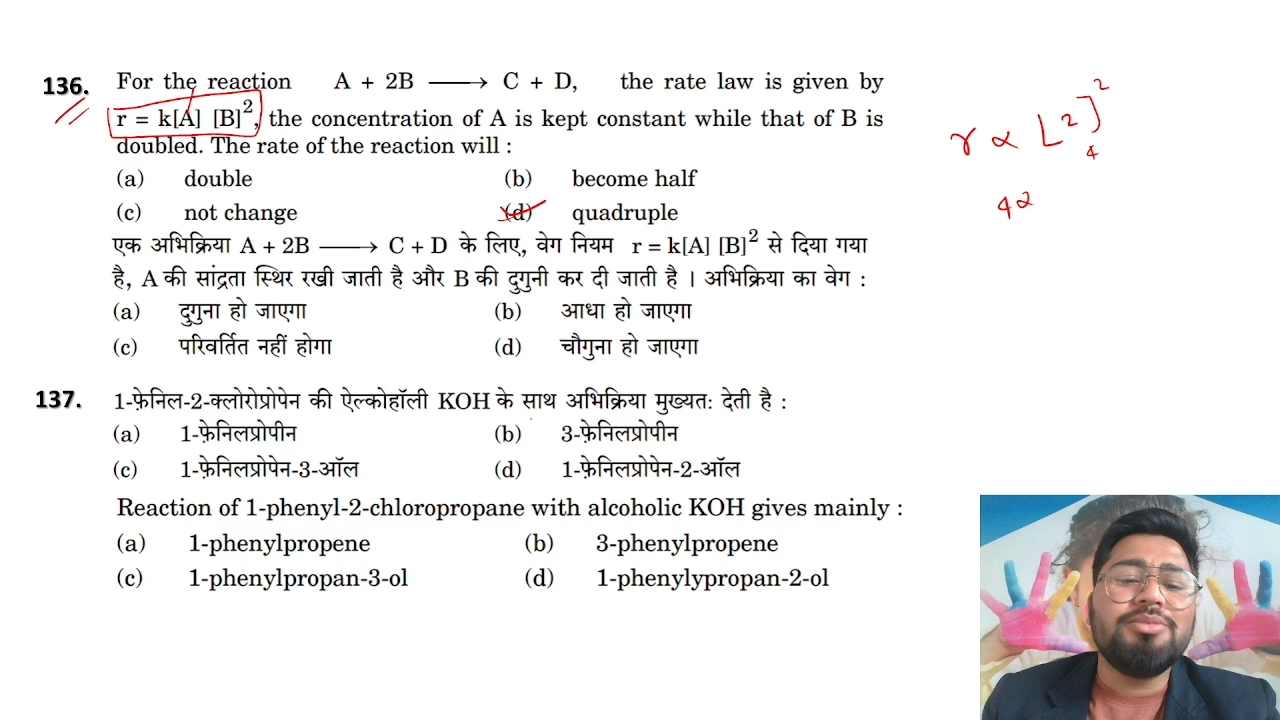 136. For the reaction A + 2B ⟶ C + D, the rate law is given by
r = k[A] [B]², the concentration of A is kept constant while that of B is
doubled. The rate of the reaction will :
(a) double (b) become half
(c) not change (d) quadruple
एक अभिक्रिया A + 2B ⟶ C + D के लिए, वेग नियम r = k[A] [B]² से दिया गया
है, A की सांद्रता स्थिर रखी जाती है और B की दुगुनी कर दी जाती है । अभिक्रिया का वेग :
(a) दुगुना हो जाएगा (b) आधा हो जाएगा
(c) परिवर्तित नहीं होगा (d) चौगुना हो जाएगा
137. 1-फ़ेनिल-2-क्लोरोप्रोपेन की ऐल्कोहॉली KOH के साथ अभिक्रिया मुख्यतः देती है :
(a) 1-फ़ेनिलप्रोपीन (b) 3-फ़ेनिलप्रोपीन
(c) 1-फ़ेनिलप्रोपेन-3-ऑल (d) 1-फ़ेनिलप्रोपेन-2-ऑल
Reaction of 1-phenyl-2-chloropropane with alcoholic KOH gives mainly :
(a) 1-phenylpropene (b) 3-phenylpropene
(c) 1-phenylpropan-3-ol (d) 1-phenylypropan-2-ol
r ∝ [2]²
4